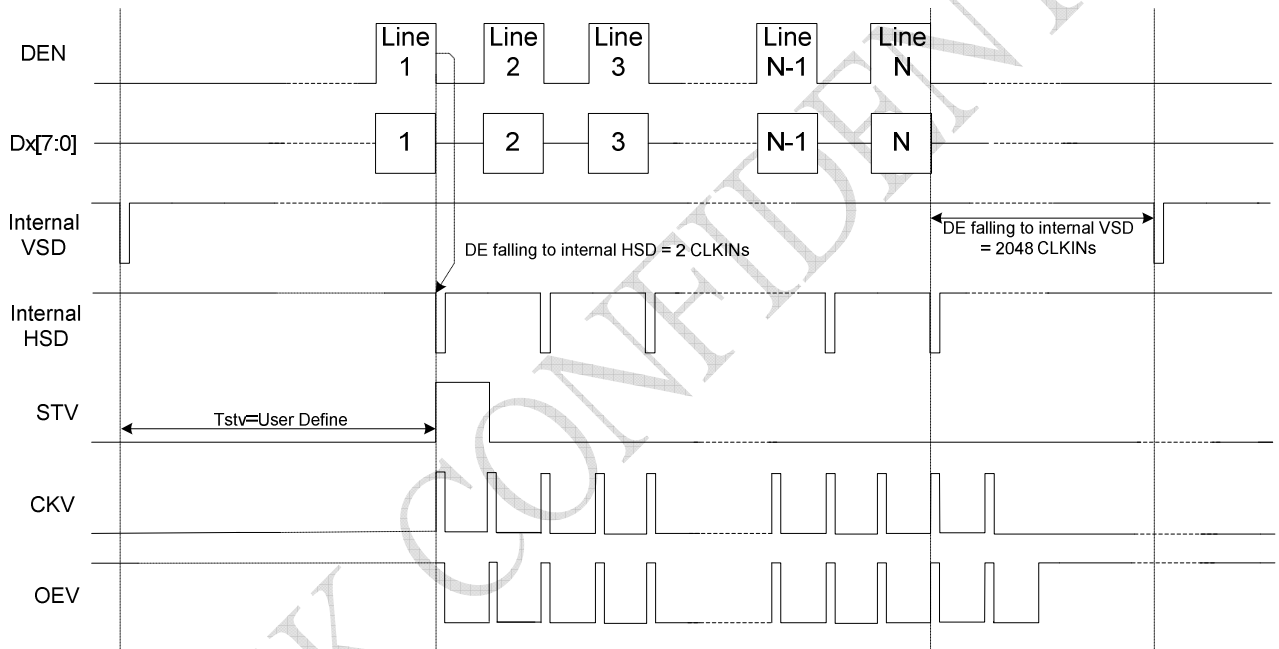 DEN
Line
1
Line
2
Line
3
Line
N-1
Line
N
Dx[7:0]
1
2
3
N-1
N
Internal
VSD
DE falling to internal VSD
= 2048 CLKINs
DE falling to internal HSD = 2 CLKINs
Internal
HSD
STV
Tstv=User Define
CKV
OEV
K CONFIDENT